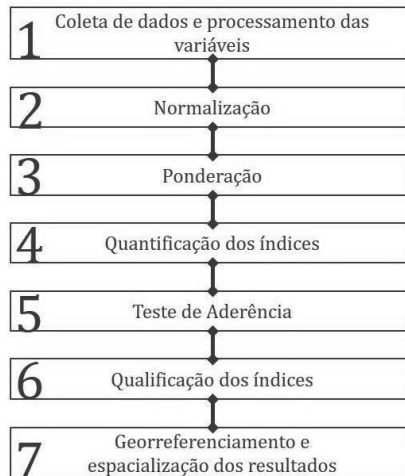 1 Coleta de dados e processamento das
variáveis
2 Normalização
3 Ponderação
4 Quantificação dos índices
5 Teste de Aderência
6 Qualificação dos índices
7 Georreferenciamento e
espacialização dos resultados